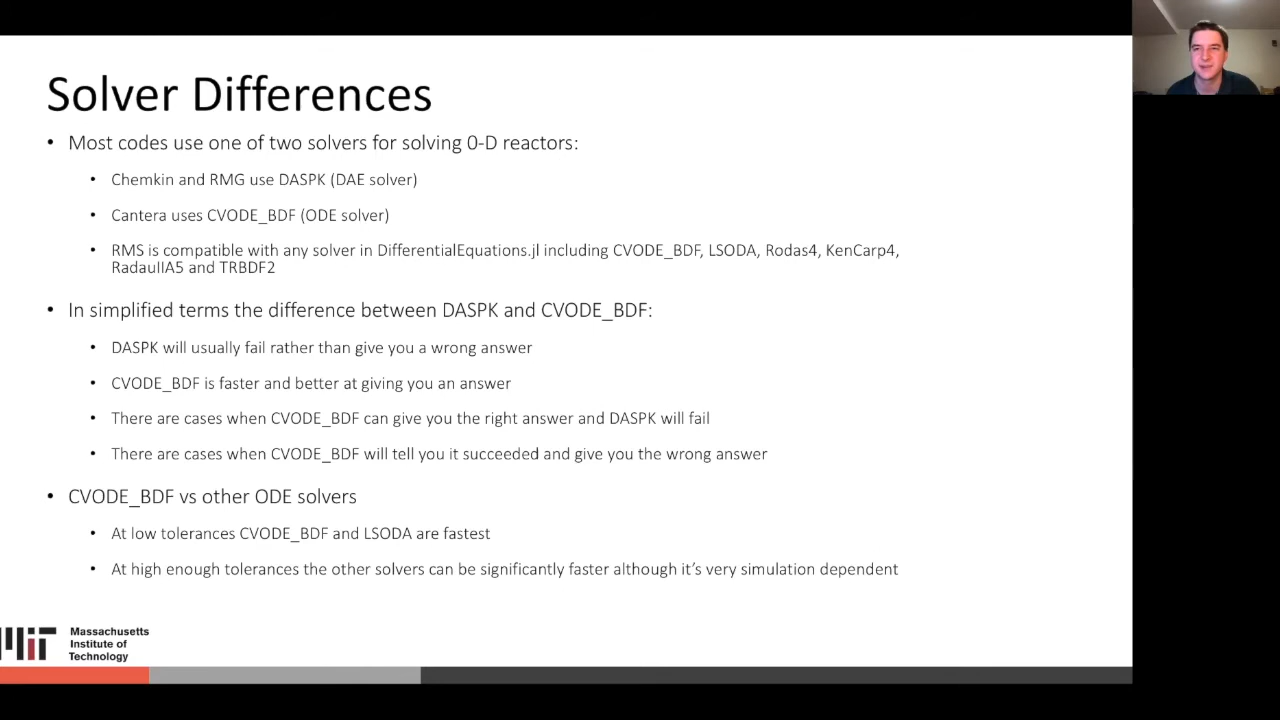 Solver Differences
• Most codes use one of two solvers for solving 0-D reactors:
• Chemkin and RMG use DASPK (DAE solver)
• Cantera uses CVODE_BDF (ODE solver)
• RMS is compatible with any solver in DifferentialEquations.jl including CVODE_BDF, LSODA, Rodas4, KenCarp4,
RadauIIA5 and TRBDF2
• In simplified terms the difference between DASPK and CVODE_BDF:
• DASPK will usually fail rather than give you a wrong answer
• CVODE_BDF is faster and better at giving you an answer
• There are cases when CVODE_BDF can give you the right answer and DASPK will fail
• There are cases when CVODE_BDF will tell you it succeeded and give you the wrong answer
• CVODE_BDF vs other ODE solvers
• At low tolerances CVODE_BDF and LSODA are fastest
• At high enough tolerances the other solvers can be significantly faster although it’s very simulation dependent
Massachusetts
Institute of
Technology